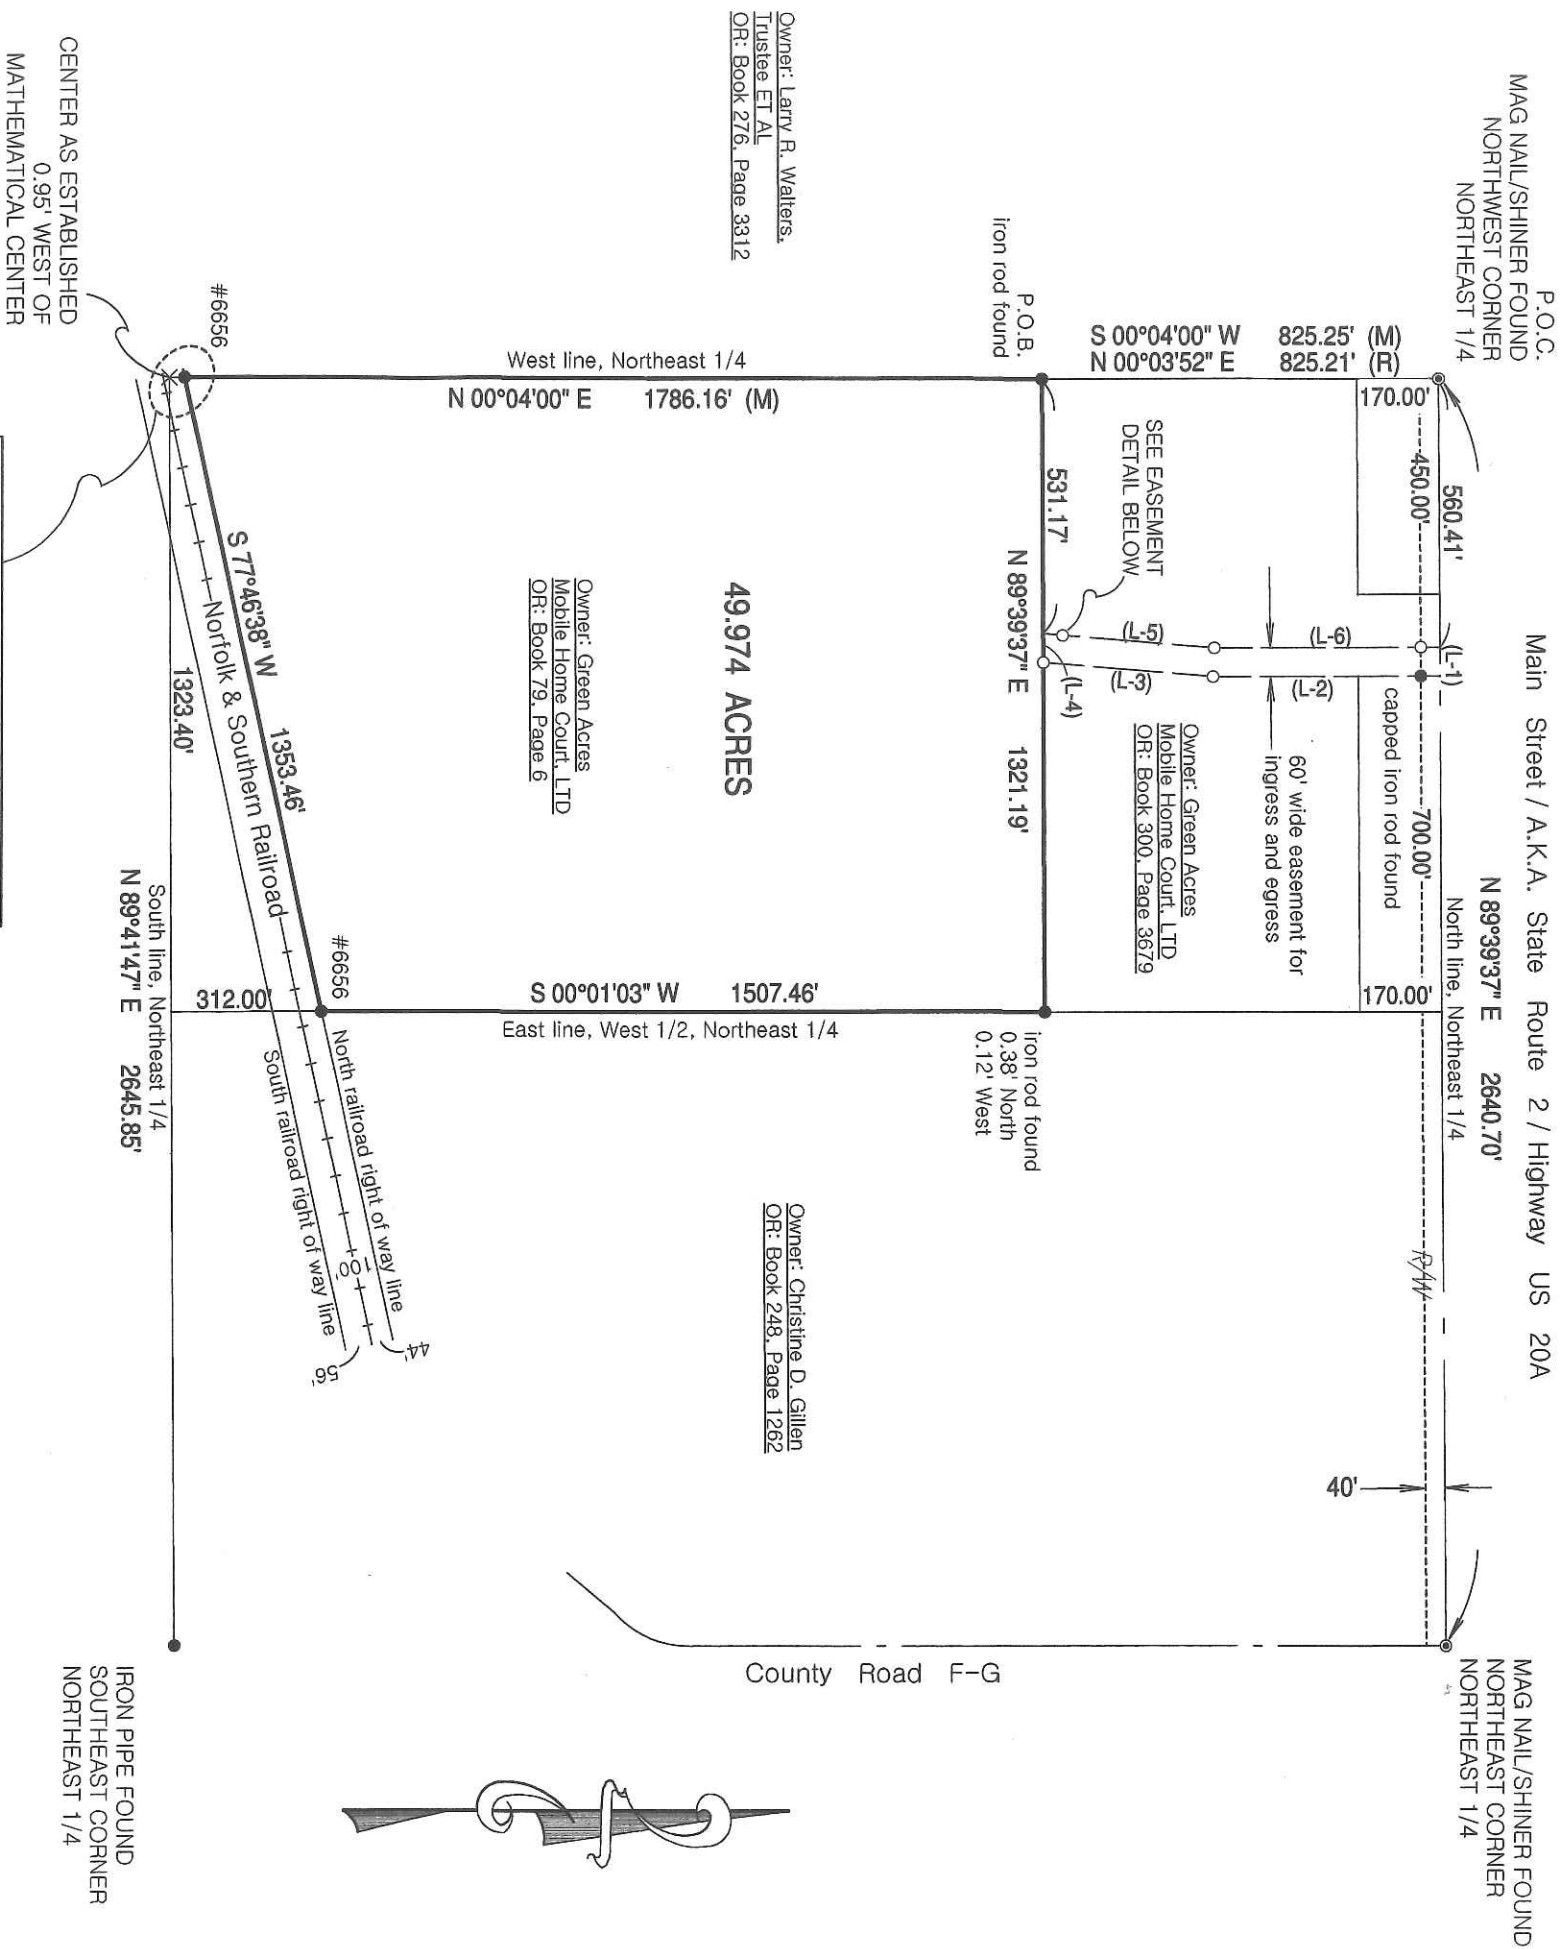 Main Street / A.K.A. State Route 2 / Highway US 20A
P.O.C.
MAG NAIL/SHINER FOUND
NORTHWEST CORNER
NORTHEAST 1/4
N 89°39'37" E 2640.70'
North line, Northeast 1/4
MAG NAIL/SHINER FOUND
NORTHEAST CORNER
NORTHEAST 1/4
560.41'
(L-1)
450.00'
700.00'
R/W
40'
170.00'
170.00'
capped iron rod found
(L-6)
(L-2)
60' wide easement for
ingress and egress
S 00°04'00" W 825.25' (M)
N 00°03'52" E 825.21' (R)
SEE EASEMENT
DETAIL BELOW
(L-5)
(L-3)
(L-4)
Owner: Green Acres
Mobile Home Court, LTD
OR: Book 300, Page 3679
P.O.B.
iron rod found
531.17'
N 89°39'37" E 1321.19'
iron rod found
0.38' North
0.12' West
Owner: Larry R. Walters,
Trustee ET AL
OR: Book 276, Page 3312
49.974 ACRES
Owner: Christine D. Gillen
OR: Book 248, Page 1262
County Road F-G
West line, Northeast 1/4
N 00°04'00" E 1786.16' (M)
Owner: Green Acres
Mobile Home Court, LTD
OR: Book 79, Page 6
S 00°01'03" W 1507.46'
East line, West 1/2, Northeast 1/4
#6656
#6656
S 77°46'38" W 1353.46'
Norfolk & Southern Railroad
North railroad right of way line
South railroad right of way line
100'
44'
56'
1323.40'
312.00'
South line, Northeast 1/4
N 89°41'47" E 2645.85'
CENTER AS ESTABLISHED
0.95' WEST OF
MATHEMATICAL CENTER
IRON PIPE FOUND
SOUTHEAST CORNER
NORTHEAST 1/4